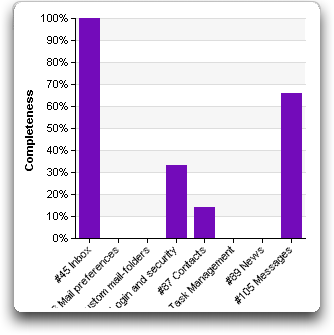 Completeness
100%
90%
80%
70%
60%
50%
40%
30%
20%
10%
0%
#45 Inbox
Mail preferences
mail-folders
and security
#87 Contacts
Task Management
#89 News
#105 Messages